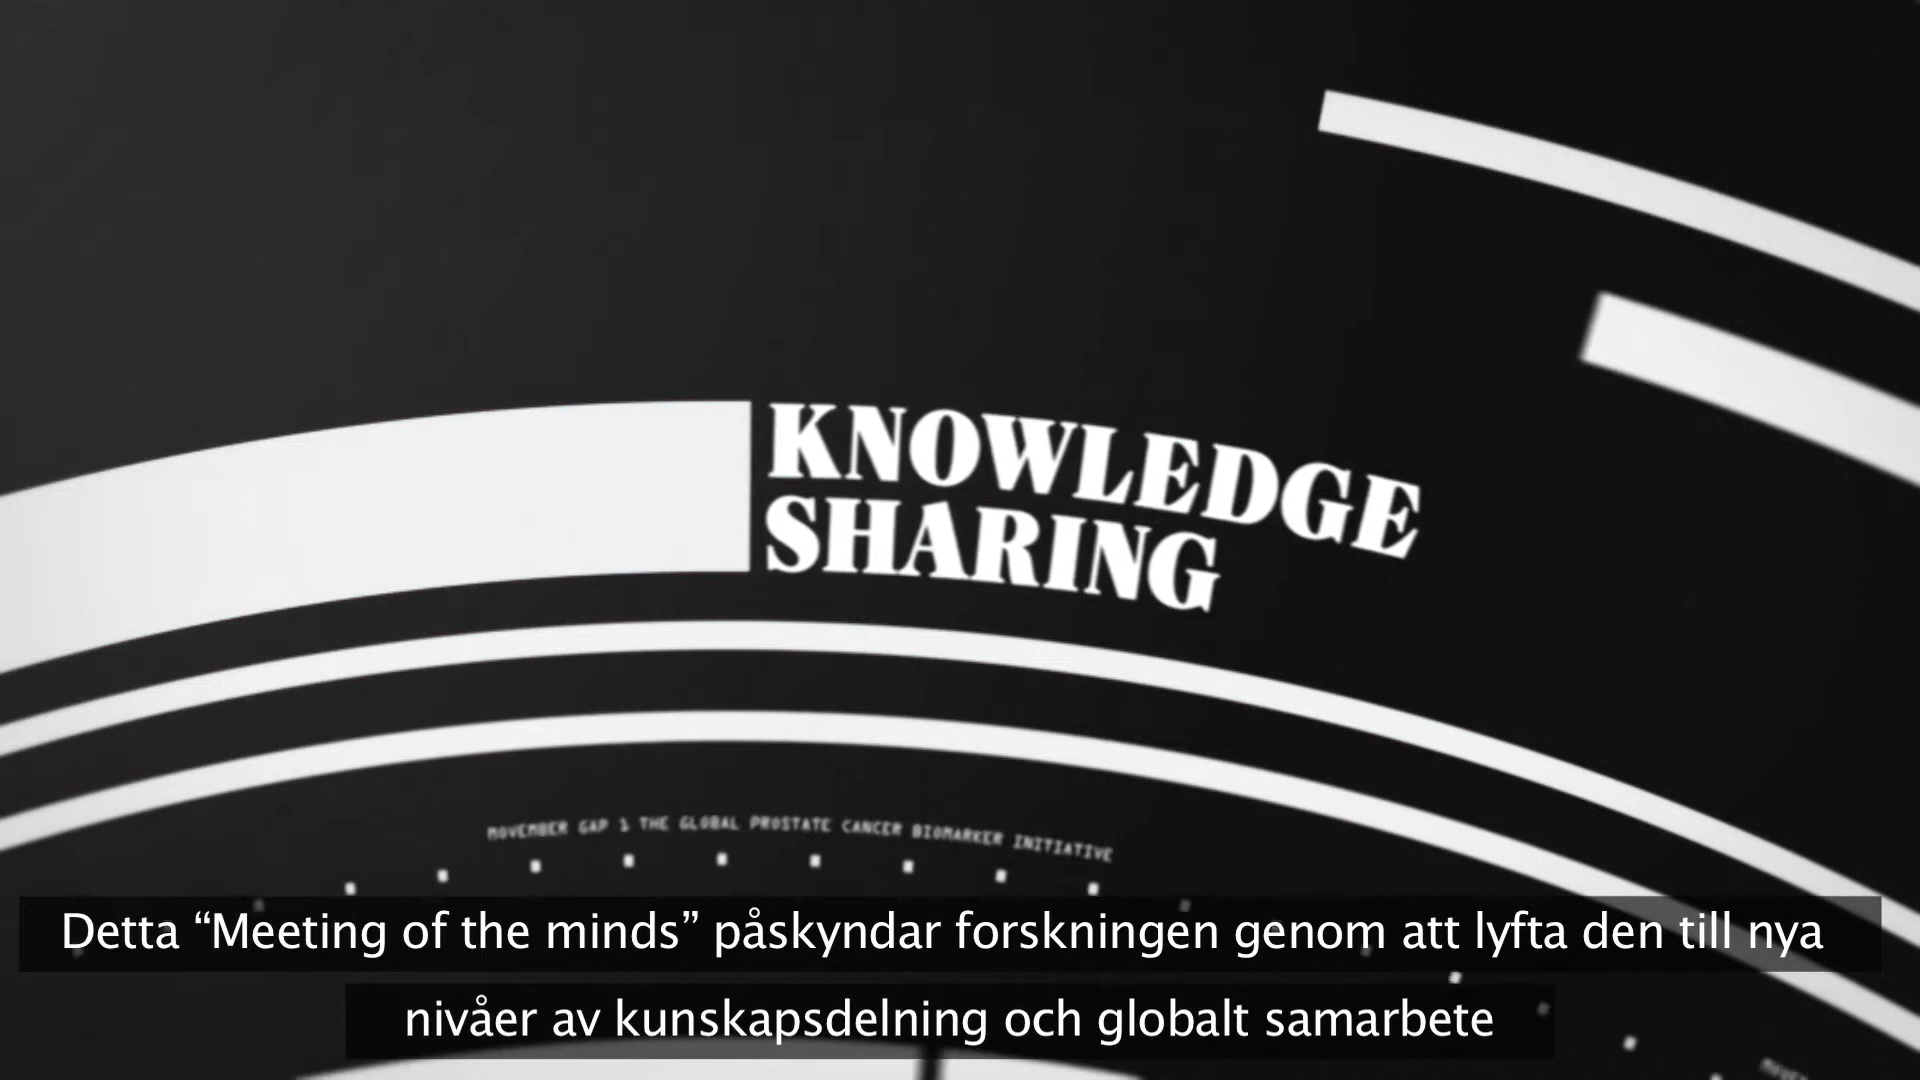 KNOWLEDGE
SHARING
MOVEMBER GAP 1 THE GLOBAL PROSTATE CANCER BIOMARKER INITIATIVE
Detta “Meeting of the minds” påskyndar forskningen genom att lyfta den till nya
nivåer av kunskapsdelning och globalt samarbete